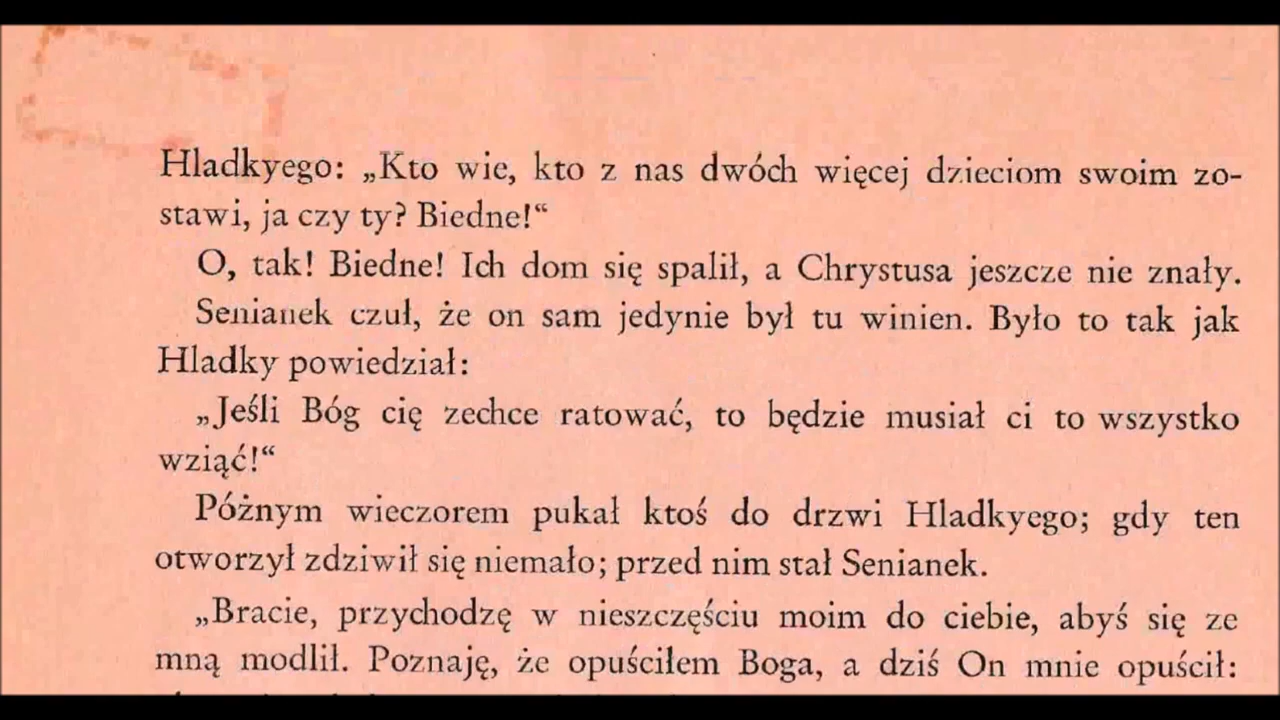 Hladkyego: „Kto wie, kto z nas dwóch więcej dzieciom swoim zo-
stawi, ja czy ty? Biedne!“
O, tak! Biedne! Ich dom się spalił, a Chrystusa jeszcze nie znały.
Senianek czuł, że on sam jedynie był tu winien. Było to tak jak
Hladky powiedział:
„Jeśli Bóg cię zechce ratować, to będzie musiał ci to wszystko
wziąć!“
Późnym wieczorem pukał ktoś do drzwi Hladkyego; gdy ten
otworzył zdziwił się niemało; przed nim stał Senianek.
„Bracie, przychodzę w nieszczęściu moim do ciebie, abyś się ze
mną modlił. Poznaję, że opuściłem Boga, a dziś On mnie opuścił: